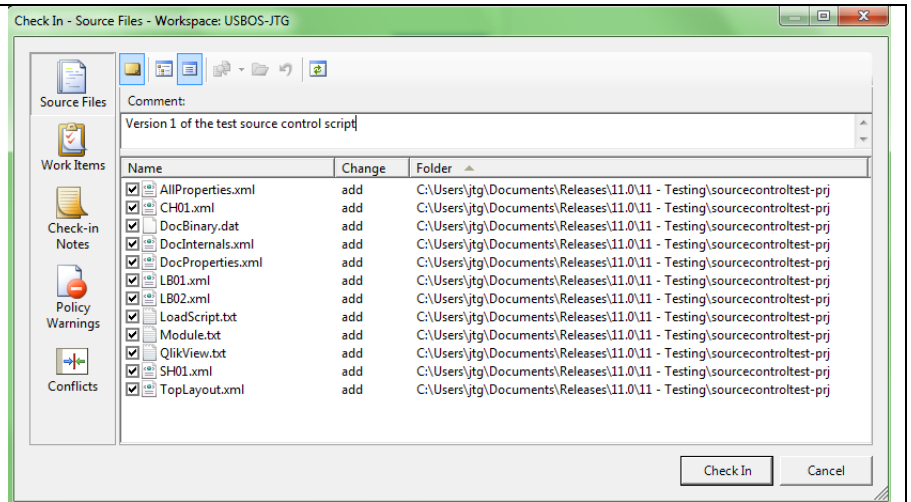 Check In - Source Files - Workspace: USBOS-JTG
Source Files
Work Items
Check-in
Notes
Policy
Warnings
Conflicts
Comment:
Version 1 of the test source control script
Name Change Folder
AllProperties.xml add C:\Users\jtg\Documents\Releases\11.0\11 - Testing\sourcecontroltest-prj
CH01.xml add C:\Users\jtg\Documents\Releases\11.0\11 - Testing\sourcecontroltest-prj
DocBinary.dat add C:\Users\jtg\Documents\Releases\11.0\11 - Testing\sourcecontroltest-prj
DocInternals.xml add C:\Users\jtg\Documents\Releases\11.0\11 - Testing\sourcecontroltest-prj
DocProperties.xml add C:\Users\jtg\Documents\Releases\11.0\11 - Testing\sourcecontroltest-prj
LB01.xml add C:\Users\jtg\Documents\Releases\11.0\11 - Testing\sourcecontroltest-prj
LB02.xml add C:\Users\jtg\Documents\Releases\11.0\11 - Testing\sourcecontroltest-prj
LoadScript.txt add C:\Users\jtg\Documents\Releases\11.0\11 - Testing\sourcecontroltest-prj
Module.txt add C:\Users\jtg\Documents\Releases\11.0\11 - Testing\sourcecontroltest-prj
QlikView.txt add C:\Users\jtg\Documents\Releases\11.0\11 - Testing\sourcecontroltest-prj
SH01.xml add C:\Users\jtg\Documents\Releases\11.0\11 - Testing\sourcecontroltest-prj
TopLayout.xml add C:\Users\jtg\Documents\Releases\11.0\11 - Testing\sourcecontroltest-prj
Check In Cancel